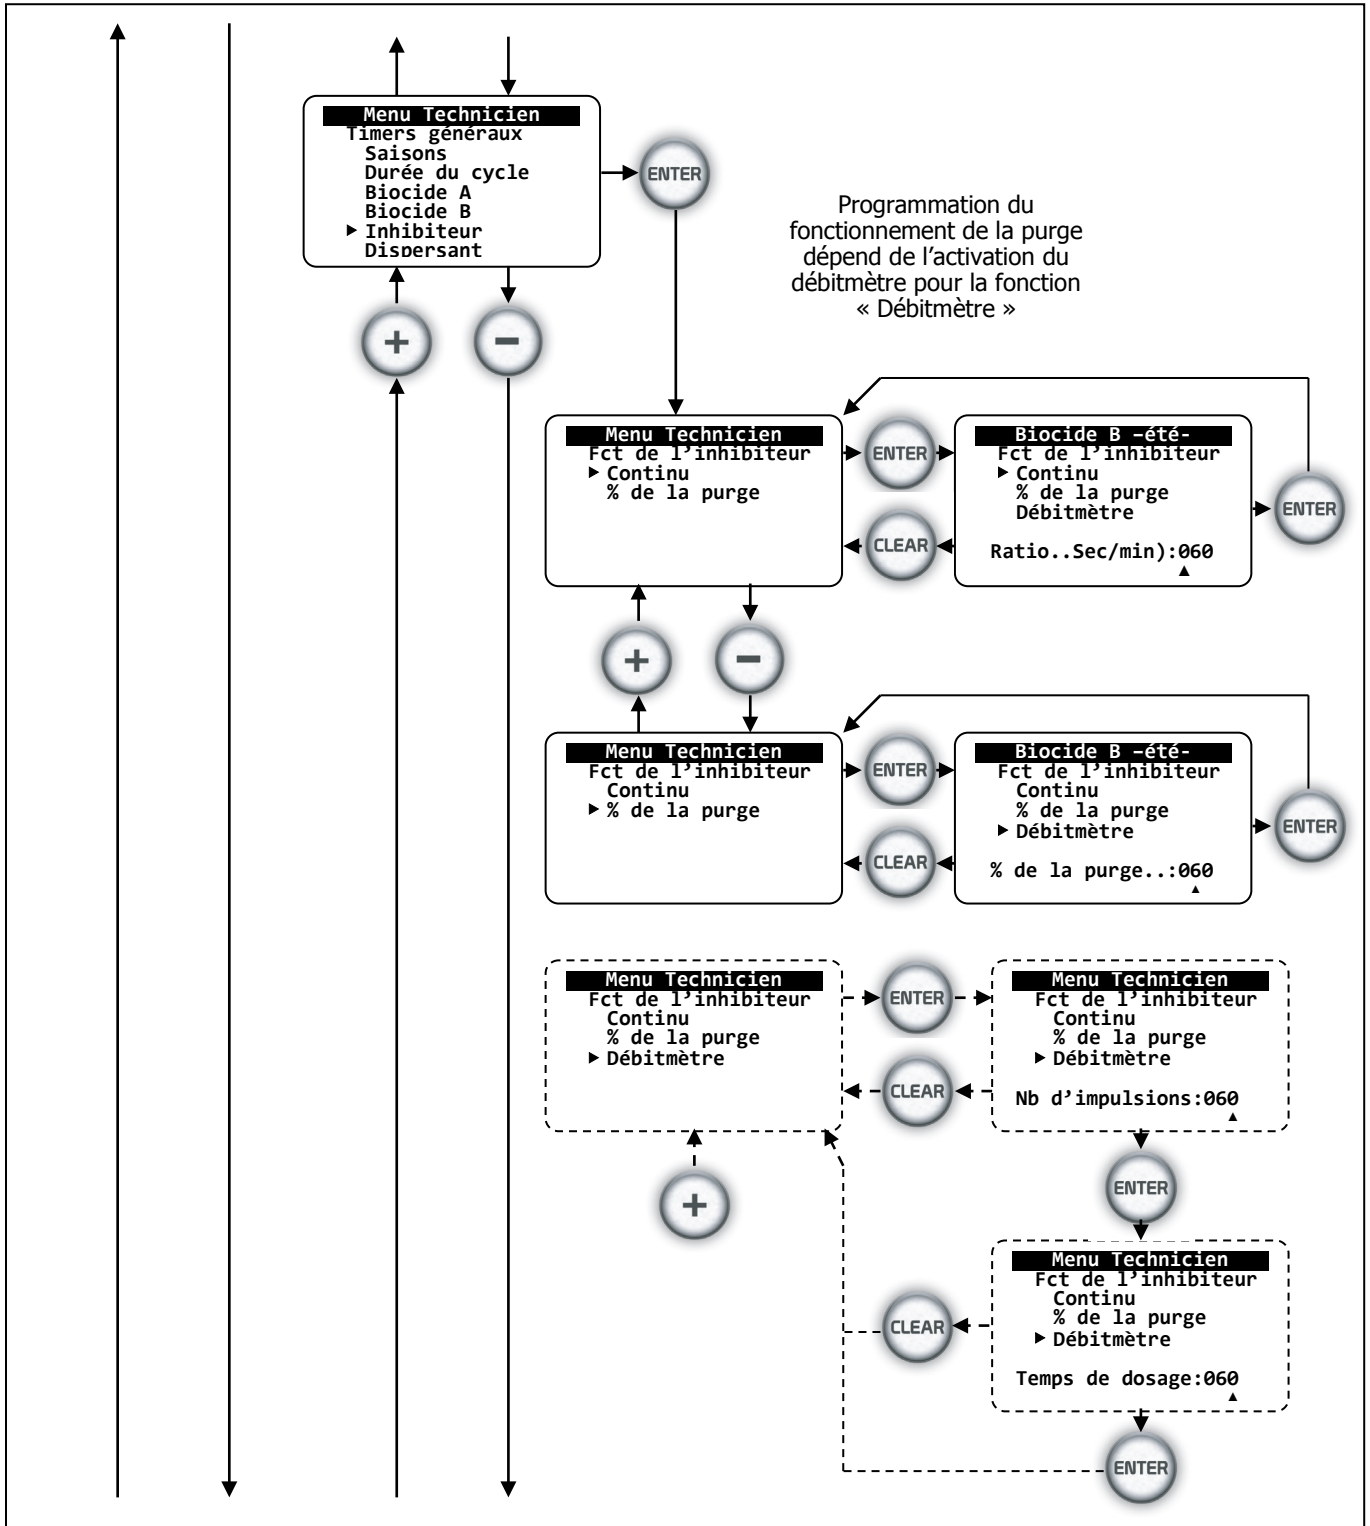 Menu Technicien
Timers généraux
Saisons
Durée du cycle
Biocide A
Biocide B
▶ Inhibiteur
Dispersant
ENTER
Programmation du
fonctionnement de la purge
dépend de l'activation du
débitmètre pour la fonction
« Débitmètre »
+
-
Menu Technicien
Fct de l'inhibiteur
▶ Continu
% de la purge
ENTER
CLEAR
Biocide B –été-
Fct de l'inhibiteur
▶ Continu
% de la purge
Débitmètre
Ratio..Sec/min):060
▲
ENTER
+
-
Menu Technicien
Fct de l'inhibiteur
Continu
▶ % de la purge
ENTER
CLEAR
Biocide B –été-
Fct de l'inhibiteur
Continu
% de la purge
▶ Débitmètre
% de la purge..:060
▲
ENTER
Menu Technicien
Fct de l'inhibiteur
Continu
% de la purge
▶ Débitmètre
ENTER
CLEAR
Menu Technicien
Fct de l'inhibiteur
Continu
% de la purge
▶ Débitmètre
Nb d'impulsions:060
▲
+
ENTER
Menu Technicien
Fct de l'inhibiteur
Continu
% de la purge
▶ Débitmètre
Temps de dosage:060
▲
CLEAR
ENTER